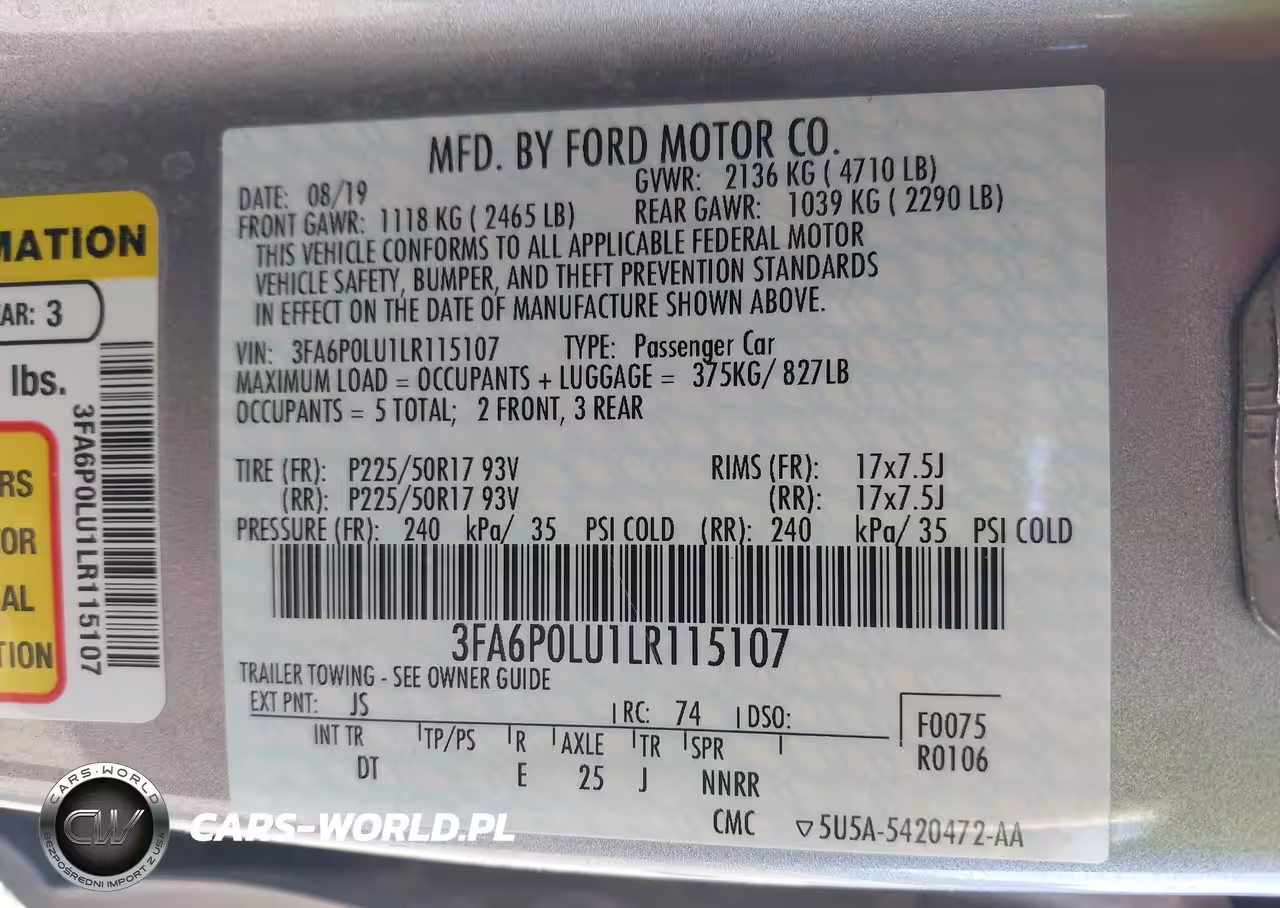 MFD. BY FORD MOTOR CO.
DATE: 08/19
GVWR: 2136 KG ( 4710 LB)
FRONT GAWR: 1118 KG ( 2465 LB)
REAR GAWR: 1039 KG ( 2290 LB)
THIS VEHICLE CONFORMS TO ALL APPLICABLE FEDERAL MOTOR
VEHICLE SAFETY, BUMPER, AND THEFT PREVENTION STANDARDS
IN EFFECT ON THE DATE OF MANUFACTURE SHOWN ABOVE.
VIN: 3FA6P0LU1LR115107 TYPE: Passenger Car
MAXIMUM LOAD = OCCUPANTS + LUGGAGE = 375KG/ 827LB
OCCUPANTS = 5 TOTAL; 2 FRONT, 3 REAR
TIRE (FR): P225/50R17 93V RIMS (FR): 17x7.5J
(RR): P225/50R17 93V (RR): 17x7.5J
PRESSURE (FR): 240 kPa/ 35 PSI COLD (RR): 240 kPa/ 35 PSI COLD
3FA6P0LU1LR115107
TRAILER TOWING - SEE OWNER GUIDE
EXT PNT: JS RC: 74 DSO:
INT TR TP/PS R AXLE TR SPR
DT E 25 J NNRR
F0075
R0106
CMC ▽5U5A-5420472-AA
MATION
AR: 3
lbs.
3FA6P0LU1LR115107
RS
OR
AL
TION
CARS-WORLD
CW
BEZPOŚREDNI IMPORT Z USA
CARS-WORLD.PL